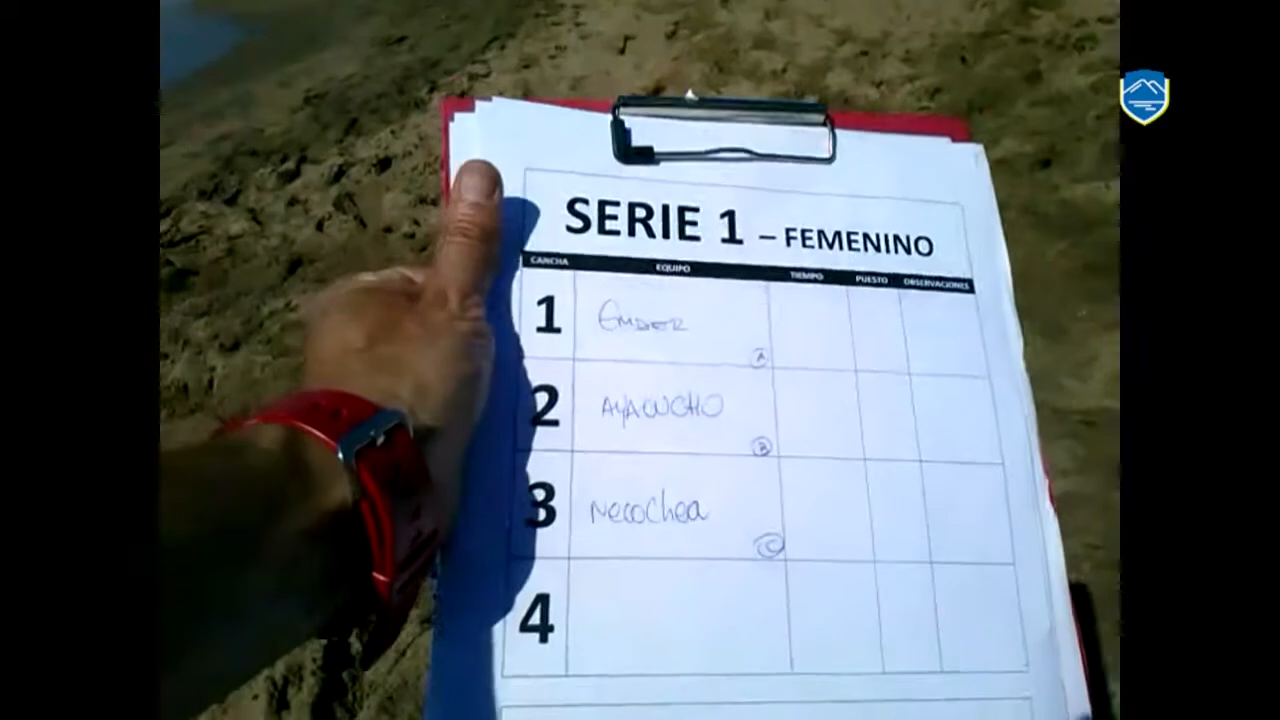 SERIE 1 – FEMENINO
CANCHA EQUIPO TIEMPO PUESTO OBSERVACIONES
1 EMDER
A
2 AYACUCHO
B
3 Necochea
C
4